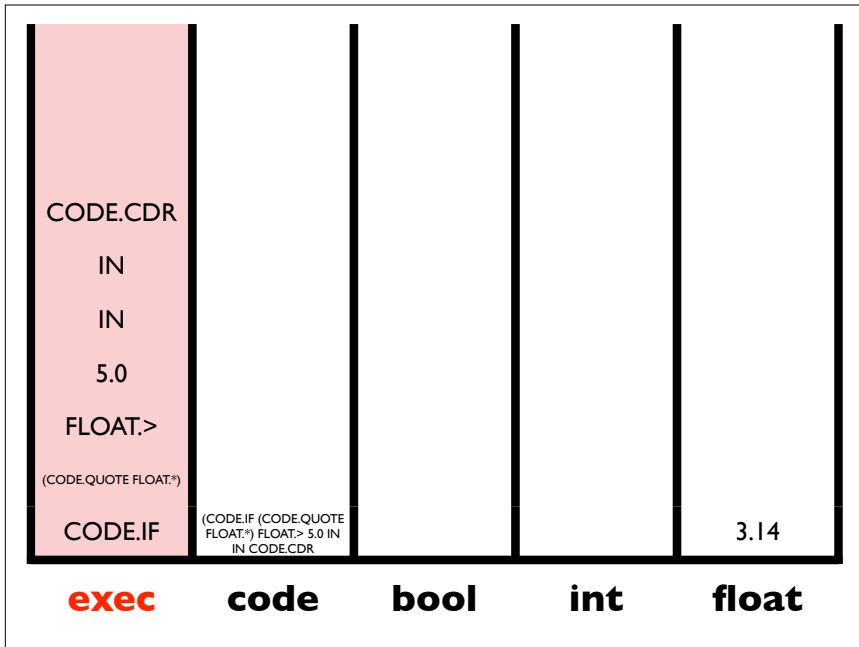 CODE.CDR
IN
IN
5.0
FLOAT.>
(CODE.QUOTE FLOAT.*)
CODE.IF
(CODE.IF (CODE.QUOTE
FLOAT.*) FLOAT.> 5.0 IN
IN CODE.CDR
3.14
exec code bool int float